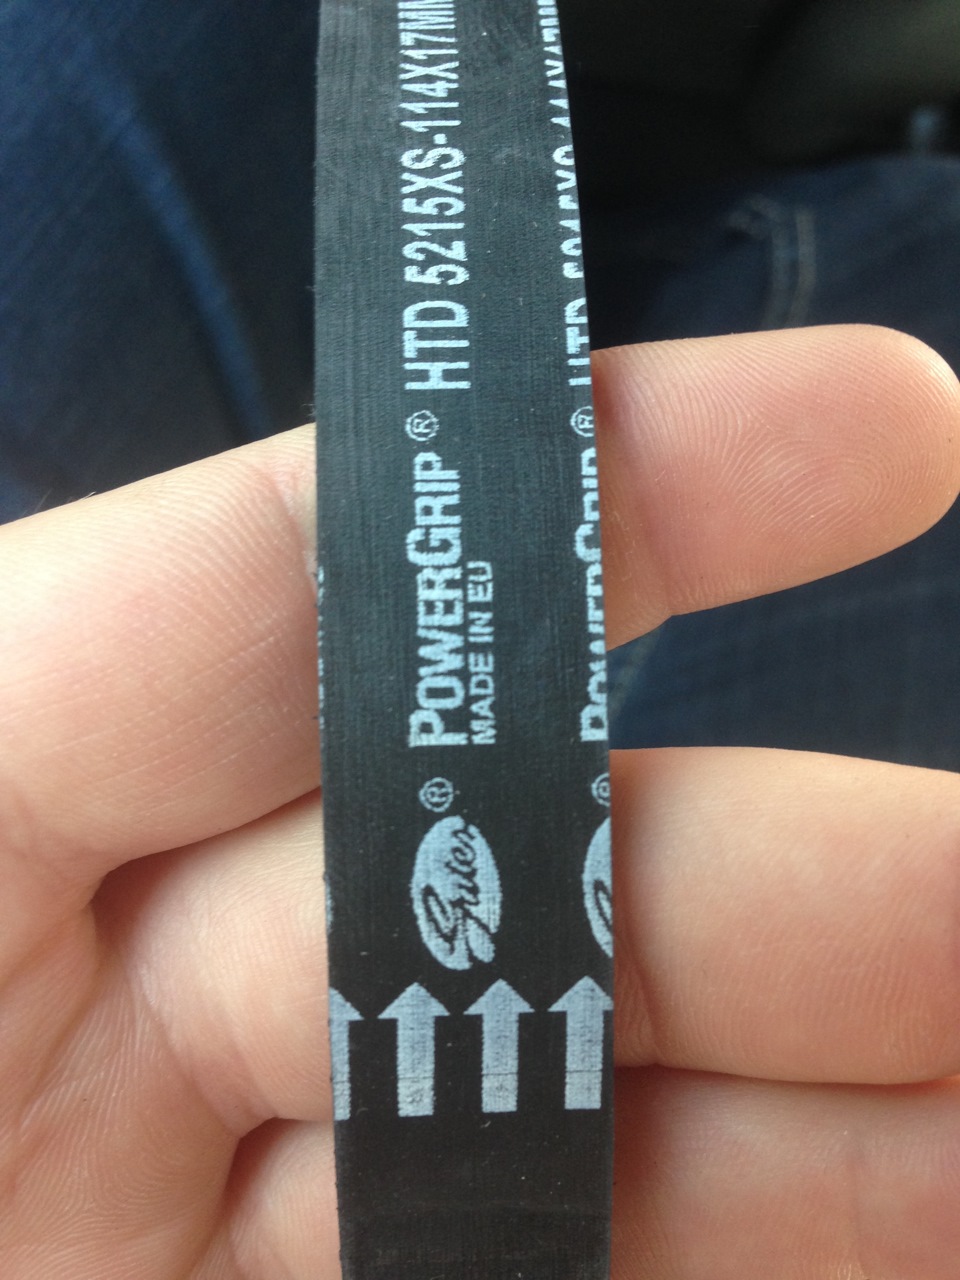 Gates®
POWERGRIP® HTD 5215XS-114X17MM
MADE IN EU